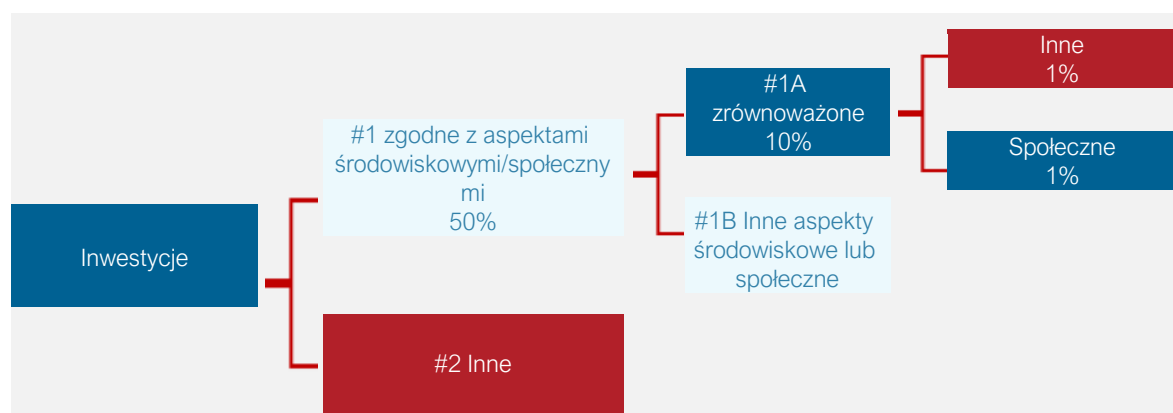 Inwestycje
#1 zgodne z aspektami
środowiskowymi/społeczny
mi
50%
#2 Inne
#1A
zrównoważone
10%
#1B Inne aspekty
środowiskowe lub
społeczne
Inne
1%
Społeczne
1%